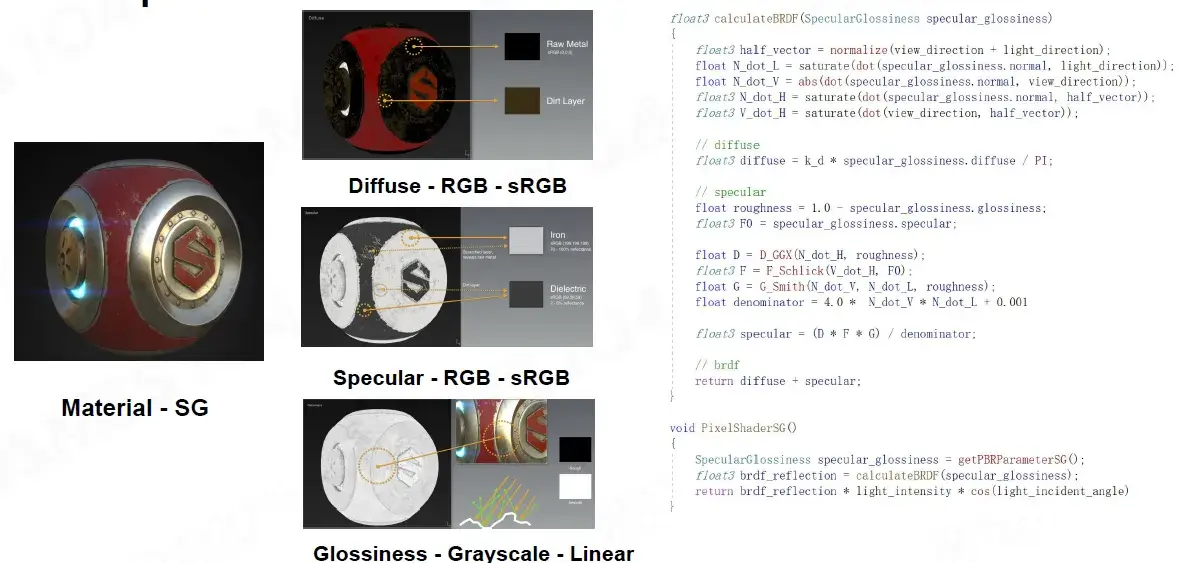 Diffuse
Raw Metal
sRGB (0,0,0)
Dirt Layer
Diffuse - RGB - sRGB
Specular
Iron
Dielectric
Specular - RGB - sRGB
Material - SG
Glossiness - Grayscale - Linear
float3 calculateBRDF(SpecularGlossiness specular_glossiness)
{
float3 half_vector = normalize(view_direction + light_direction);
float N_dot_L = saturate(dot(specular_glossiness.normal, light_direction));
float N_dot_V = abs(dot(specular_glossiness.normal, view_direction));
float3 N_dot_H = saturate(dot(specular_glossiness.normal, half_vector));
float3 V_dot_H = saturate(dot(view_direction, half_vector));
// diffuse
float3 diffuse = k_d * specular_glossiness.diffuse / PI;
// specular
float roughness = 1.0 - specular_glossiness.glossiness;
float3 F0 = specular_glossiness.specular;
float D = D_GGX(N_dot_H, roughness);
float3 F = F_Schlick(V_dot_H, F0);
float G = G_Smith(N_dot_V, N_dot_L, roughness);
float denominator = 4.0 * N_dot_V * N_dot_L + 0.001
float3 specular = (D * F * G) / denominator;
// brdf
return diffuse + specular;
}
void PixelShaderSG()
{
SpecularGlossiness specular_glossiness = getPBRParameterSG();
float3 brdf_reflection = calculateBRDF(specular_glossiness);
return brdf_reflection * light_intensity * cos(light_incident_angle)
}